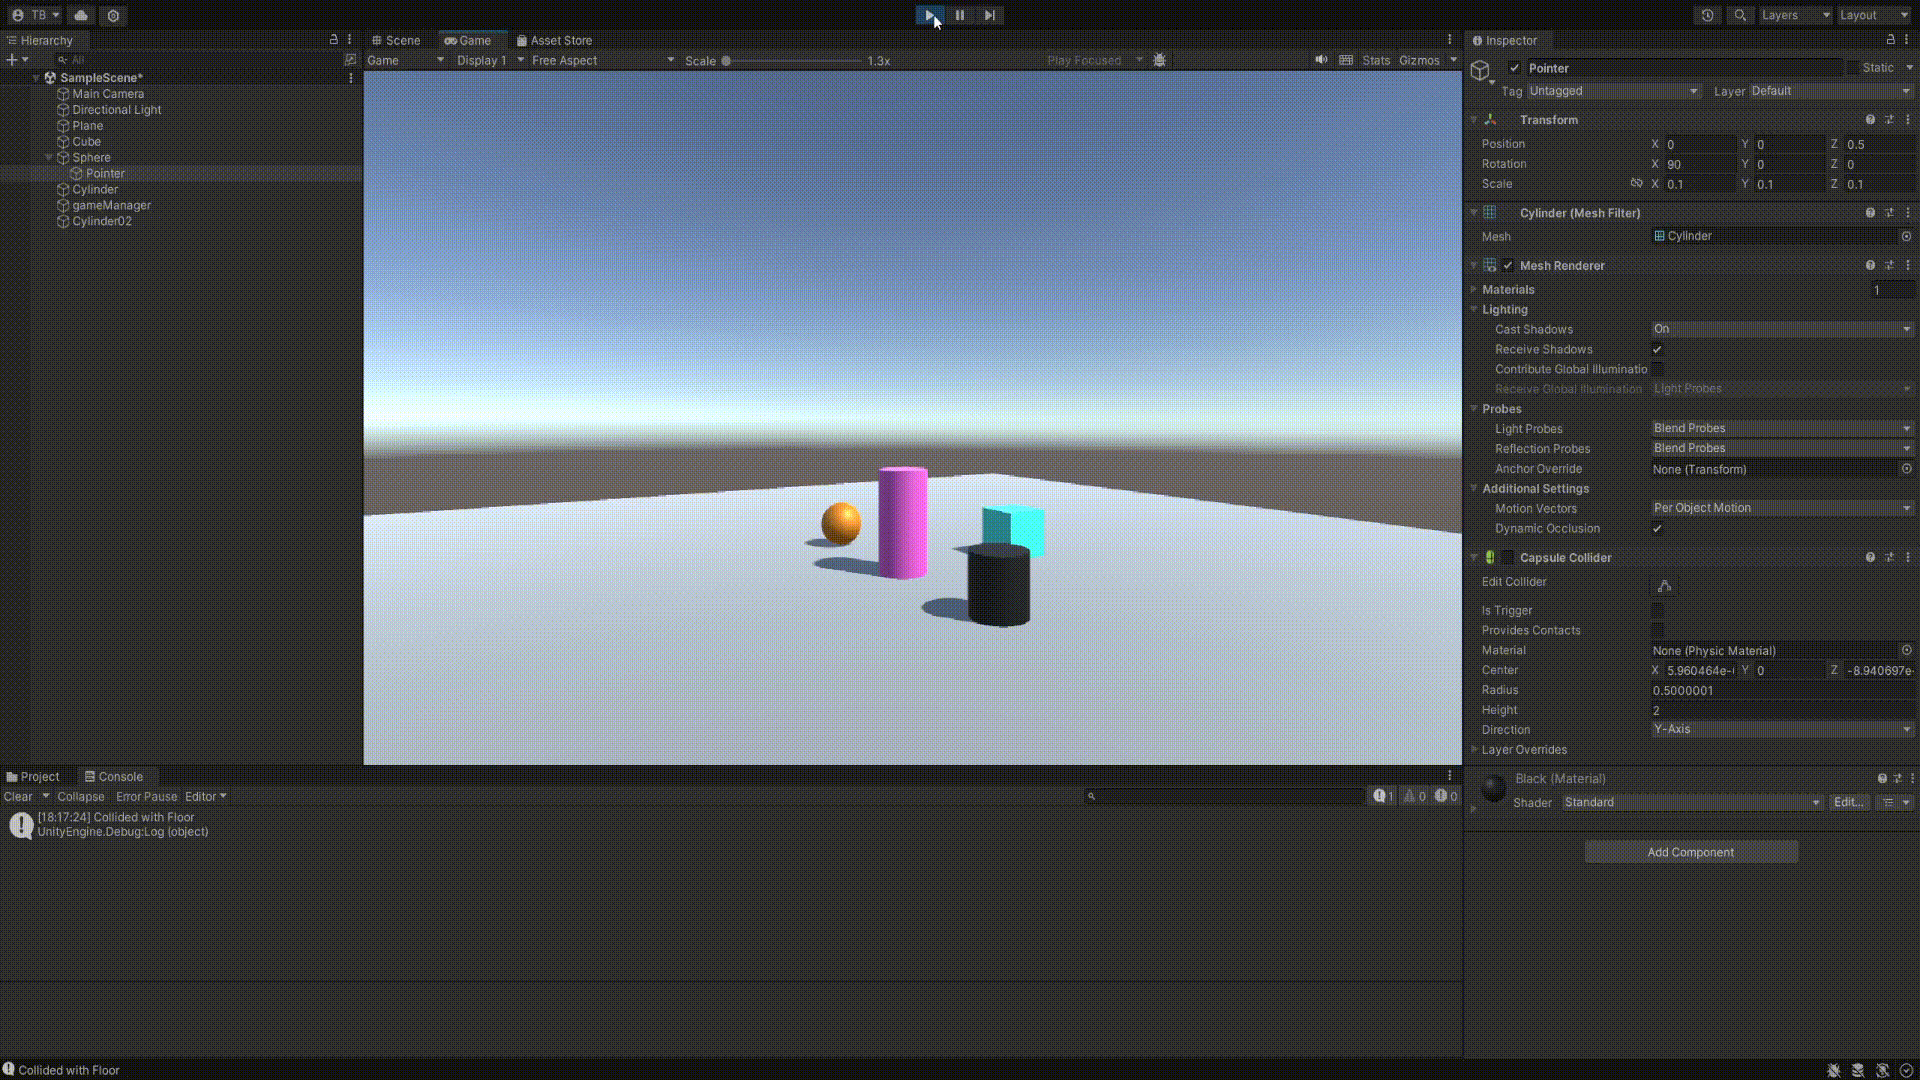 TB
Layers
Layout
Hierarchy
All
SampleScene*
Main Camera
Directional Light
Plane
Cube
Sphere
Pointer
Cylinder
gameManager
Cylinder02
Scene
Game
Asset Store
Game
Display 1
Free Aspect
Scale
1.3x
Play Focused
Stats
Gizmos
Project
Console
Clear
Collapse
Error Pause
Editor
1
0
0
[18:17:24] Collided with Floor
UnityEngine.Debug:Log (object)
Collided with Floor
Inspector
Pointer
Static
Tag Untagged
Layer Default
Transform
Position X 0 Y 0 Z 0.5
Rotation X 90 Y 0 Z 0
Scale X 0.1 Y 0.1 Z 0.1
Cylinder (Mesh Filter)
Mesh Cylinder
Mesh Renderer
Materials 1
Lighting
Cast Shadows On
Receive Shadows
Contribute Global Illuminatio
Receive Global Illumination Light Probes
Probes
Light Probes Blend Probes
Reflection Probes Blend Probes
Anchor Override None (Transform)
Additional Settings
Motion Vectors Per Object Motion
Dynamic Occlusion
Capsule Collider
Edit Collider
Is Trigger
Provides Contacts
Material None (Physic Material)
Center X 5.960464e- Y 0 Z -8.940697e-
Radius 0.5000001
Height 2
Direction Y-Axis
Layer Overrides
Black (Material)
Shader Standard Edit...
Add Component